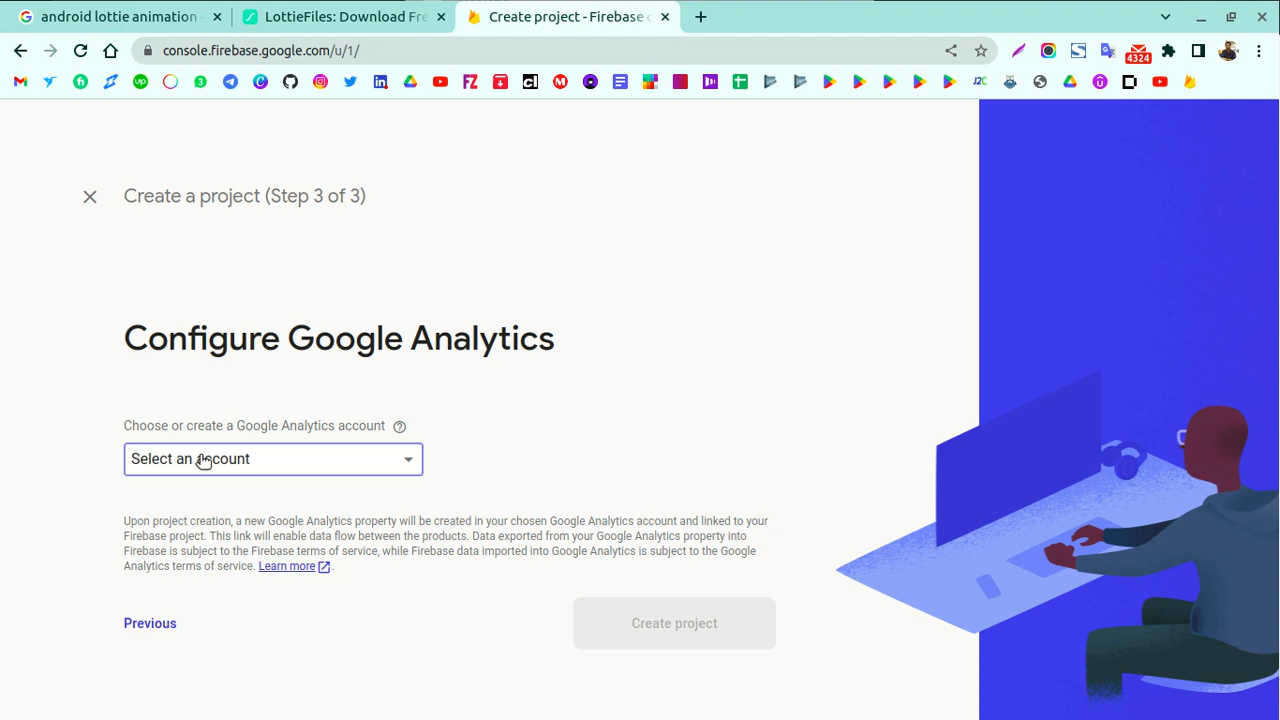 android lottie animation -
LottieFiles: Download Fre
Create project - Firebase c
console.firebase.google.com/u/1/
4324
Create a project (Step 3 of 3)
Configure Google Analytics
Choose or create a Google Analytics account
Select an account
Upon project creation, a new Google Analytics property will be created in your chosen Google Analytics account and linked to your
Firebase project. This link will enable data flow between the products. Data exported from your Google Analytics property into
Firebase is subject to the Firebase terms of service, while Firebase data imported into Google Analytics is subject to the Google
Analytics terms of service. Learn more.
Previous
Create project